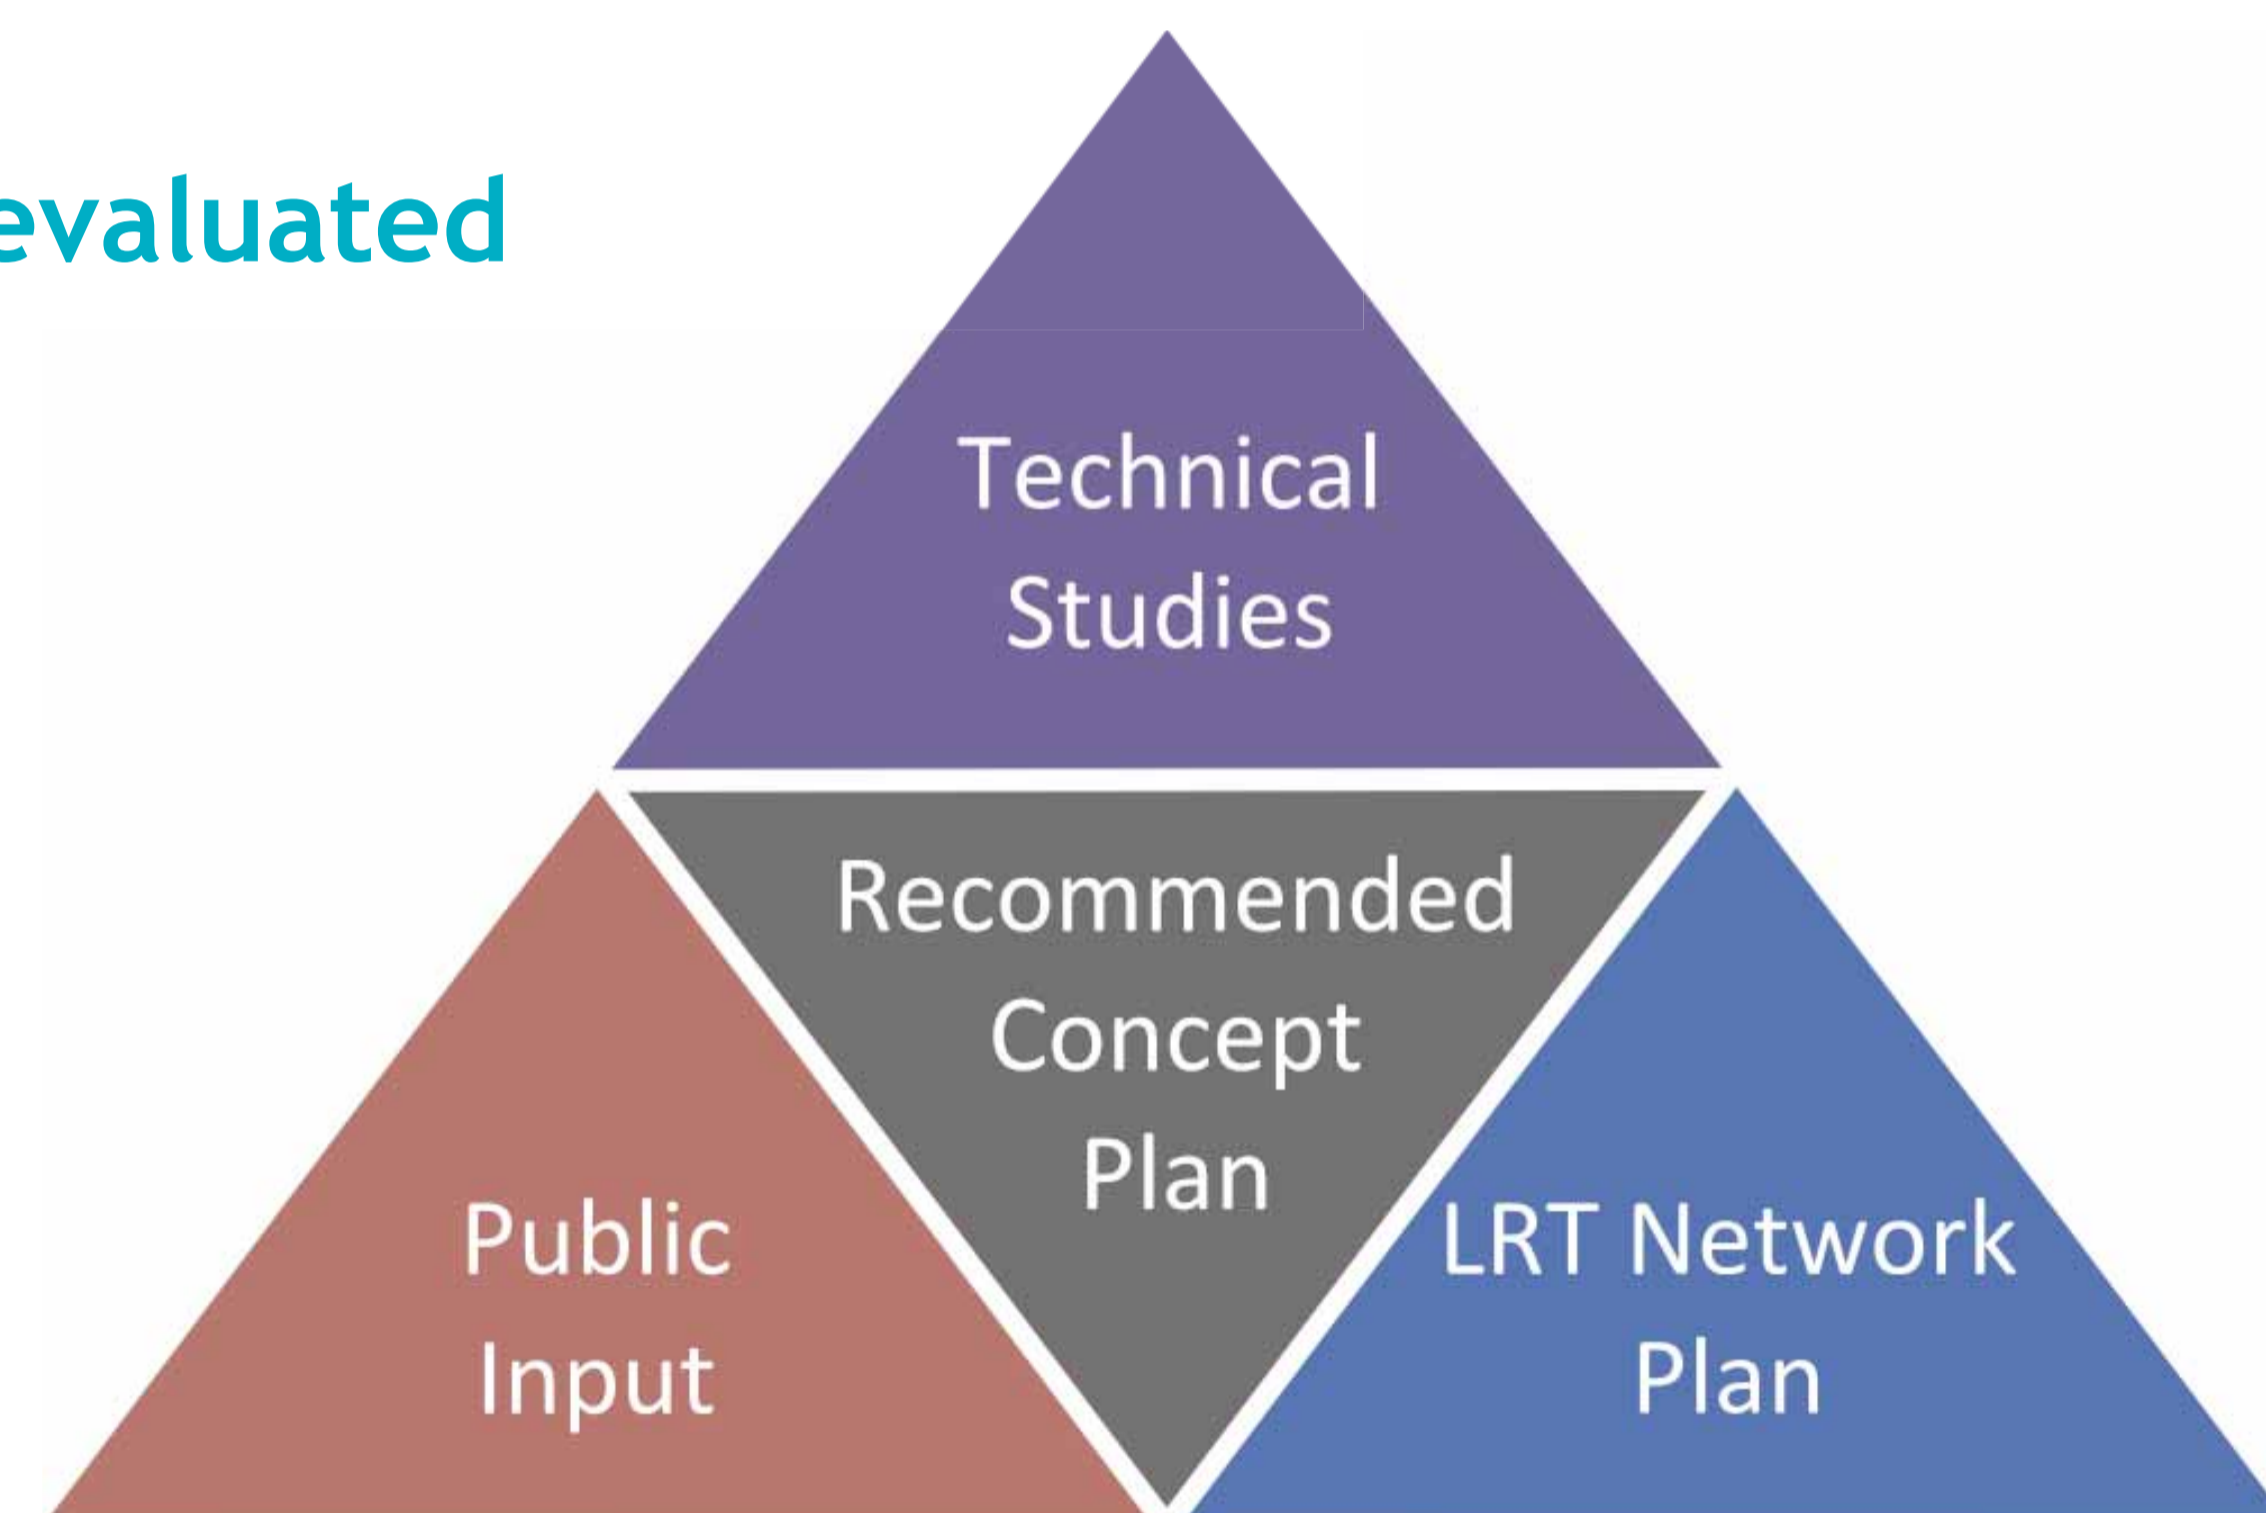 evaluated
Technical
Studies
Recommended
Concept
Plan
Public
Input
LRT Network
Plan